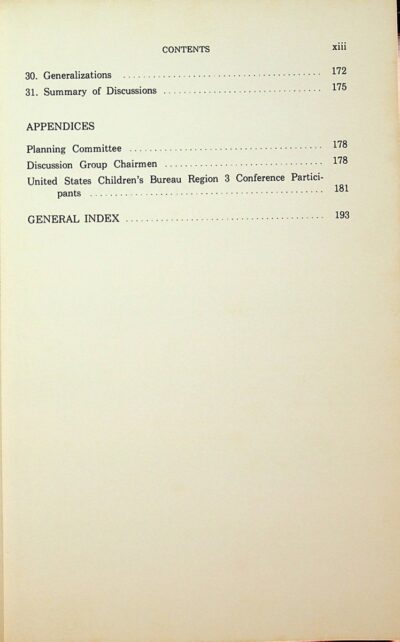 CONTENTS xiii
30. Generalizations ........................................ 172
31. Summary of Discussions ................................ 175
APPENDICES
Planning Committee ....................................... 178
Discussion Group Chairmen ................................ 178
United States Children's Bureau Region 3 Conference Partici-
pants ............................................... 181
GENERAL INDEX ........................................ 193